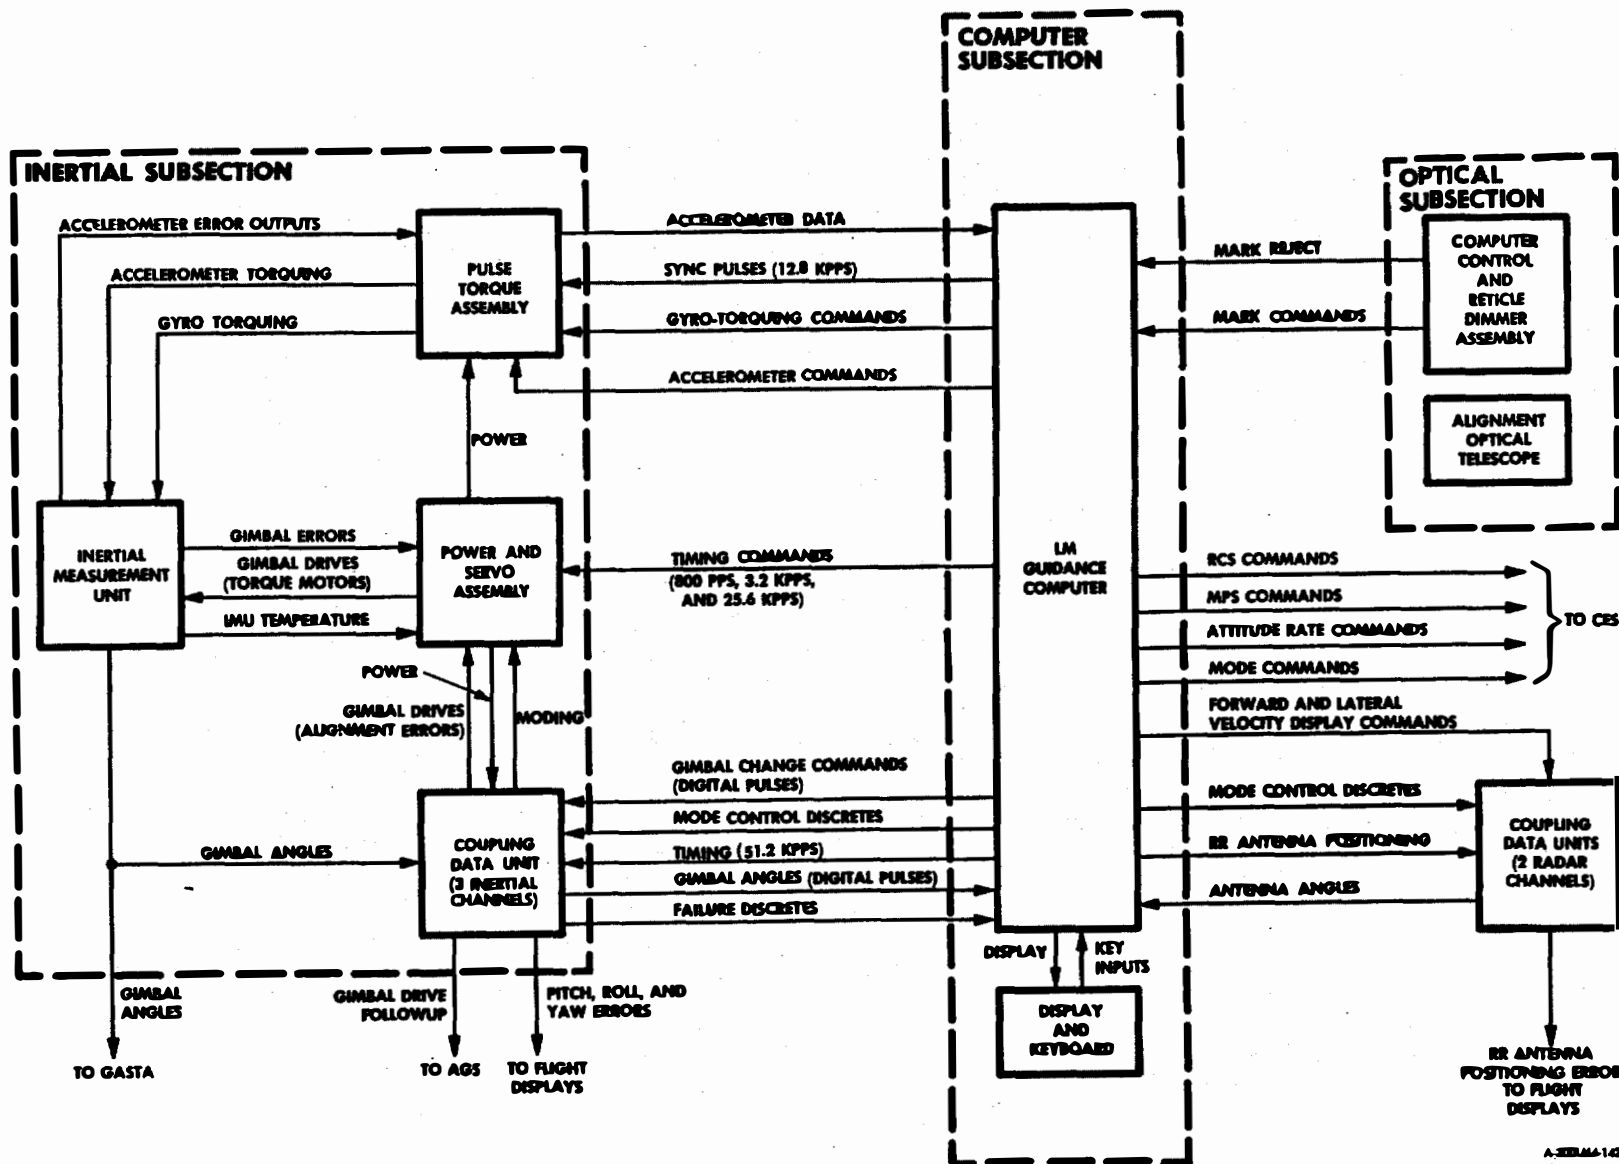 COMPUTER
SUBSECTION
INERTIAL SUBSECTION
OPTICAL
SUBSECTION
ACCELEROMETER ERROR OUTPUTS
ACCELEROMETER TORQUING
GYRO TORQUING
PULSE
TORQUE
ASSEMBLY
ACCELEROMETER DATA
SYNC PULSES (12.8 KPPS)
GYRO-TORQUING COMMANDS
ACCELEROMETER COMMANDS
MARK REJECT
MARK COMMANDS
COMPUTER
CONTROL
AND
RETICLE
DIMMER
ASSEMBLY
ALIGNMENT
OPTICAL
TELESCOPE
POWER
INERTIAL
MEASUREMENT
UNIT
GIMBAL ERRORS
GIMBAL DRIVES
(TORQUE MOTORS)
IMU TEMPERATURE
POWER AND
SERVO
ASSEMBLY
TIMING COMMANDS
(800 PPS, 3.2 KPPS,
AND 25.6 KPPS)
LM
GUIDANCE
COMPUTER
RCS COMMANDS
MPS COMMANDS
ATTITUDE RATE COMMANDS
MODE COMMANDS
TO CES
FORWARD AND LATERAL
VELOCITY DISPLAY COMMANDS
POWER
GIMBAL DRIVES
(ALIGNMENT ERRORS)
MODING
GIMBAL CHANGE COMMANDS
(DIGITAL PULSES)
MODE CONTROL DISCRETES
TIMING (51.2 KPPS)
GIMBAL ANGLES (DIGITAL PULSES)
FAILURE DISCRETES
GIMBAL ANGLES
COUPLING
DATA UNIT
(3 INERTIAL
CHANNELS)
MODE CONTROL DISCRETES
RR ANTENNA POSITIONING
ANTENNA ANGLES
COUPLING
DATA UNITS
(2 RADAR
CHANNELS)
DISPLAY
KEY
INPUTS
DISPLAY
AND
KEYBOARD
GIMBAL
ANGLES
TO GASTA
GIMBAL DRIVE
FOLLOWUP
TO AGS
PITCH, ROLL, AND
YAW ERRORS
TO FLIGHT
DISPLAYS
RR ANTENNA
POSITIONING ERROR
TO FLIGHT
DISPLAYS